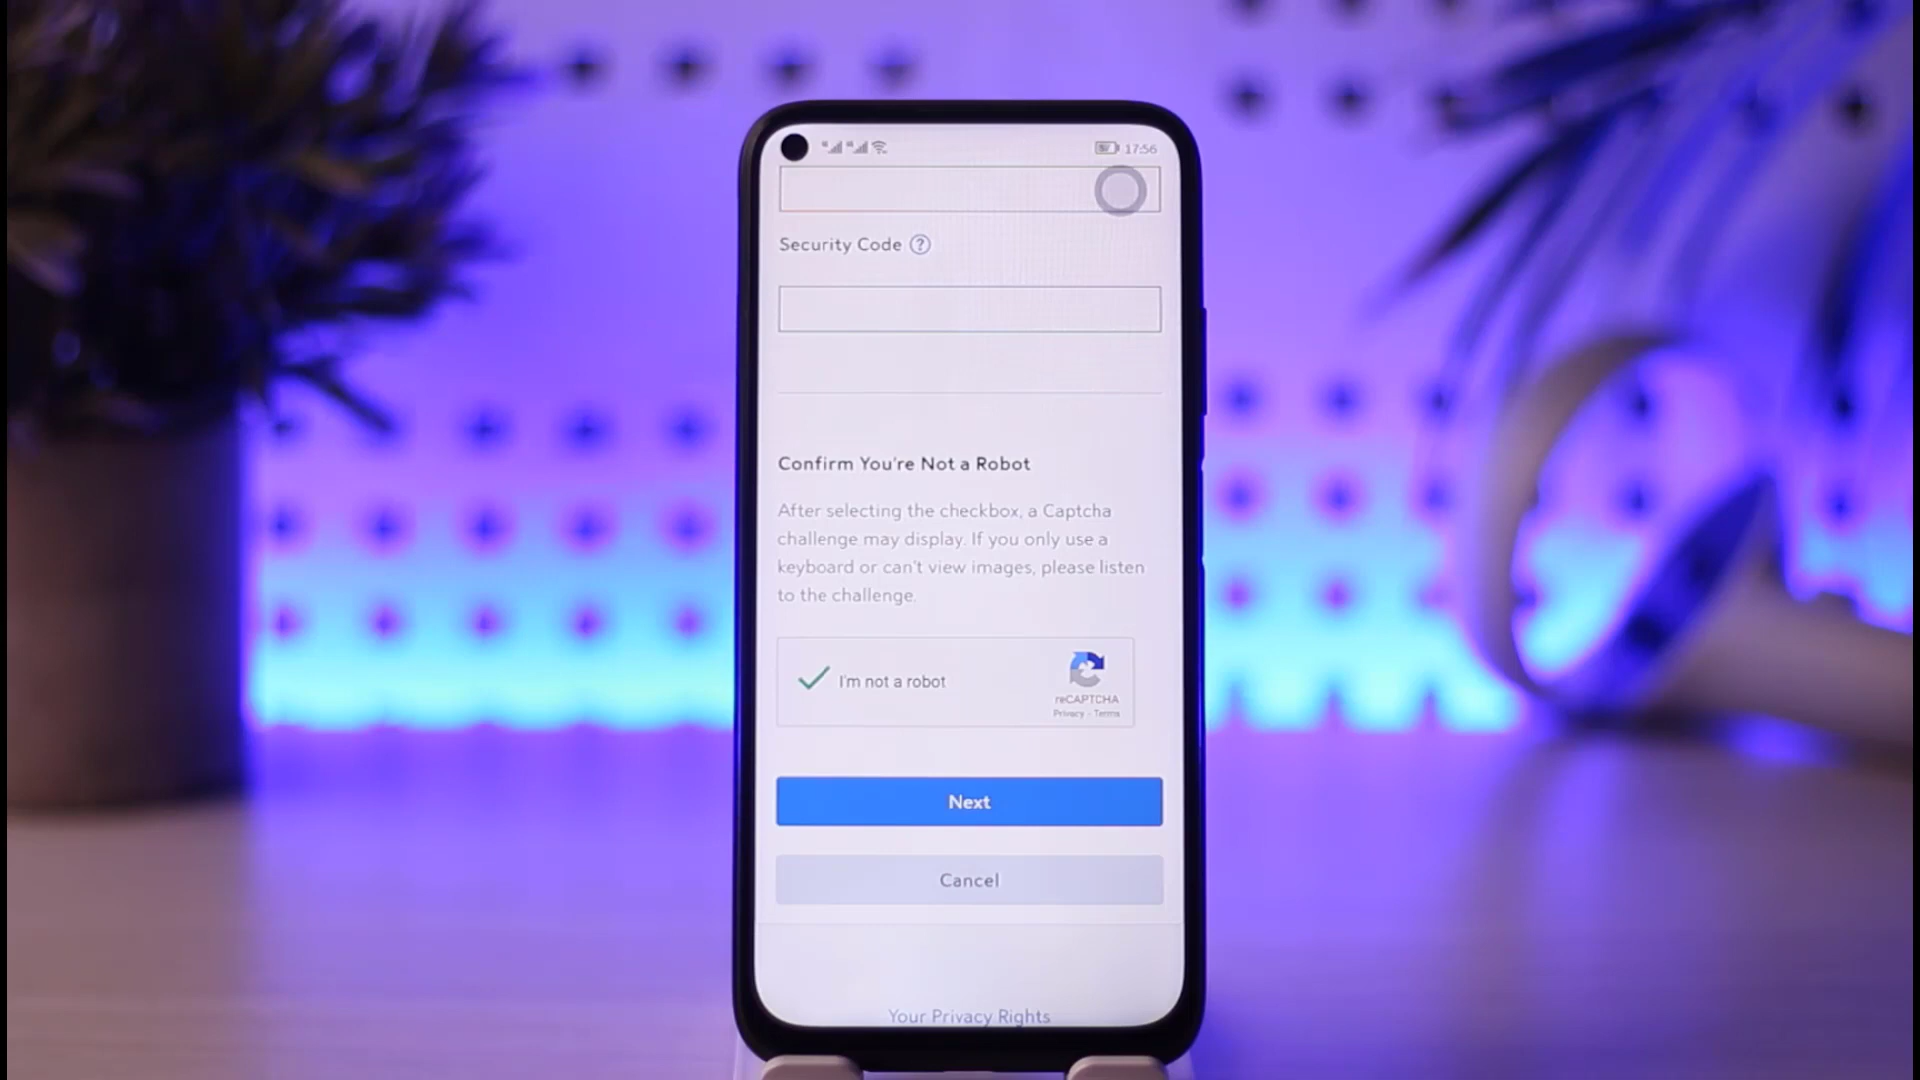 17:56
Security Code ?
Confirm You're Not a Robot
After selecting the checkbox, a Captcha
challenge may display. If you only use a
keyboard or can't view images, please listen
to the challenge.
I'm not a robot
reCAPTCHA
Privacy - Terms
Next
Cancel
Your Privacy Rights